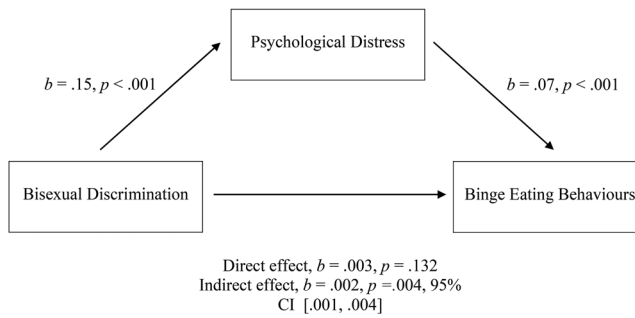 Psychological Distress
b = .15, p < .001
b = .07, p < .001
Bisexual Discrimination
Binge Eating Behaviours
Direct effect, b = .003, p = .132
Indirect effect, b = .002, p =.004, 95%
CI [.001, .004]